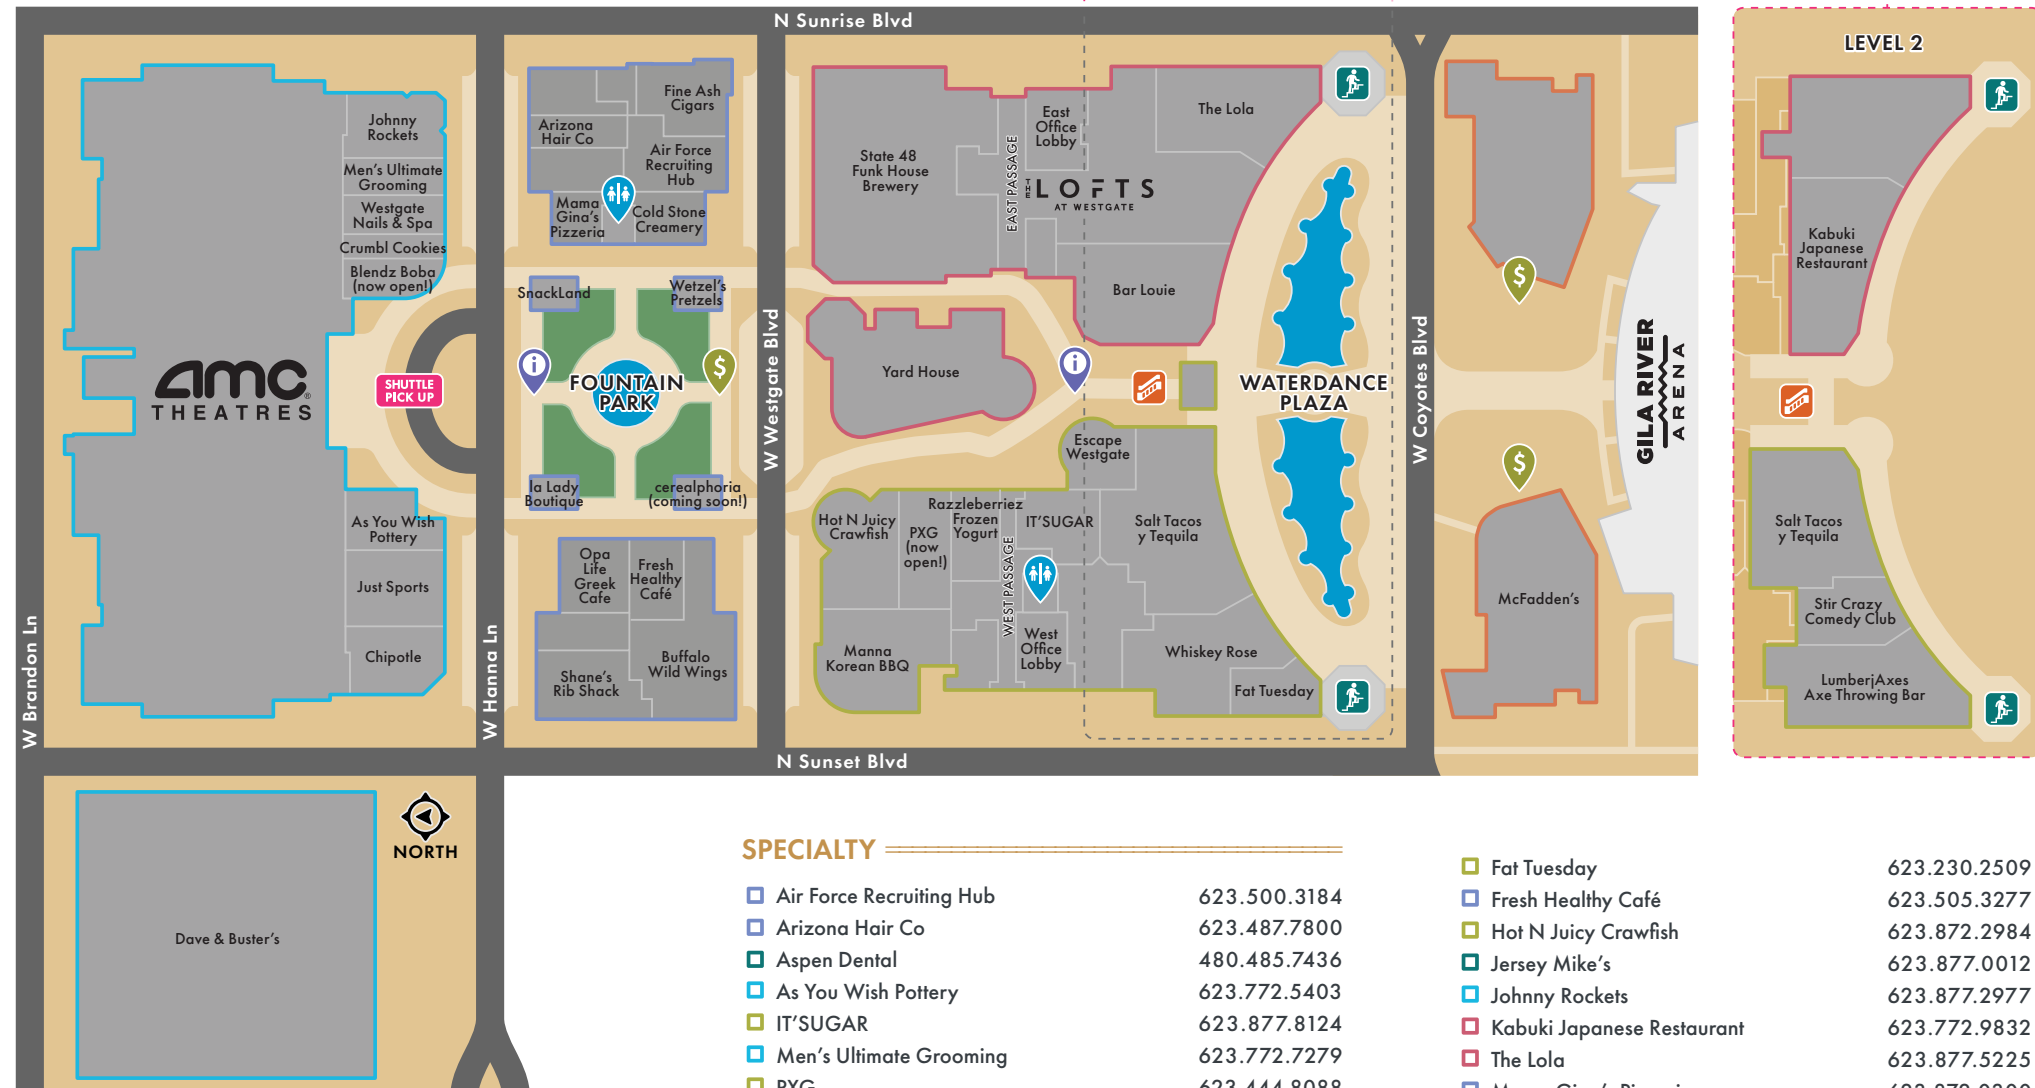 N Sunrise Blvd
LEVEL 2
Johnny
Rockets
Men's Ultimate
Grooming
Westgate
Nails & Spa
Crumbl Cookies
Blendz Boba
(now open!)
amc
THEATRES
SHUTTLE
PICK UP
As You Wish
Pottery
Just Sports
Chipotle
W Brandon Ln
W Hanna Ln
Fine Ash
Cigars
Arizona
Hair Co
Air Force
Recruiting
Hub
Mama
Gina's
Pizzeria
Cold Stone
Creamery
SnackLand
Wetzel's
Pretzels
i
$
FOUNTAIN
PARK
la Lady
Boutique
cerealphoria
(coming soon!)
Opa
Life
Greek
Cafe
Fresh
Healthy
Café
Shane's
Rib Shack
Buffalo
Wild Wings
W Westgate Blvd
State 48
Funk House
Brewery
EAST PASSAGE
East
Office
Lobby
The Lola
THE LOFTS
AT WESTGATE
Bar Louie
Yard House
i
WATERDANCE
PLAZA
Escape
Westgate
Hot N Juicy
Crawfish
PXG
(now
open!)
Razzleberriez
Frozen
Yogurt
WEST PASSAGE
IT'SUGAR
Salt Tacos
y Tequila
West
Office
Lobby
Manna
Korean BBQ
Whiskey Rose
Fat Tuesday
W Coyotes Blvd
$
$
GILA RIVER
ARENA
McFadden's
Kabuki
Japanese
Restaurant
Salt Tacos
y Tequila
Stir Crazy
Comedy Club
LumberjAxes
Axe Throwing Bar
N Sunset Blvd
NORTH
Dave & Buster's
SPECIALTY
Air Force Recruiting Hub 623.500.3184
Arizona Hair Co 623.487.7800
Aspen Dental 480.485.7436
As You Wish Pottery 623.772.5403
IT'SUGAR 623.877.8124
Men's Ultimate Grooming 623.772.7279
PXG 623.444.8088
Fat Tuesday 623.230.2509
Fresh Healthy Café 623.505.3277
Hot N Juicy Crawfish 623.872.2984
Jersey Mike's 623.877.0012
Johnny Rockets 623.877.2977
Kabuki Japanese Restaurant 623.772.9832
The Lola 623.877.5225